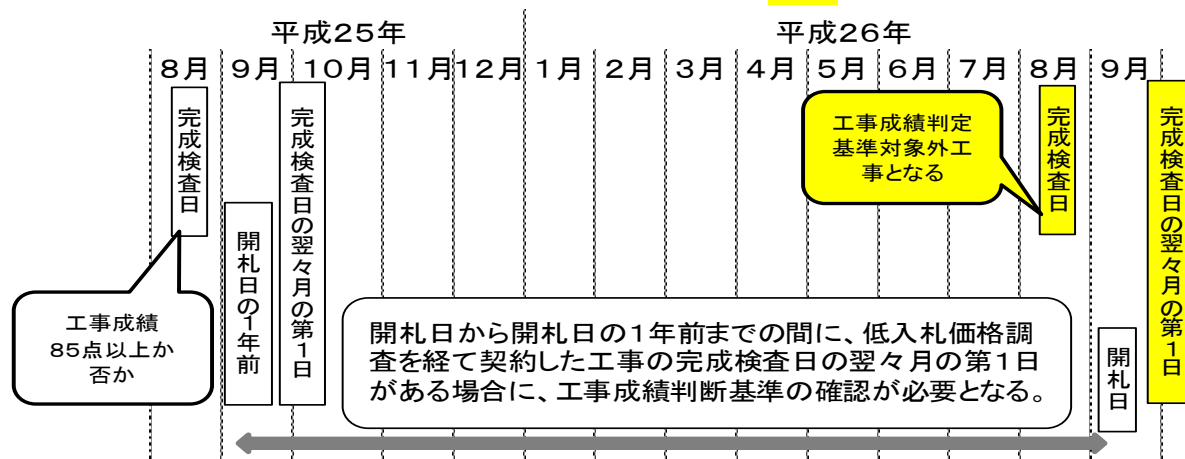 平成25年
平成26年
8月
9月
10月
11月
12月
1月
2月
3月
4月
5月
6月
7月
8月
9月
完成検査日
開札日の1年前
完成検査日の翌々月の第1日
工事成績判定
基準対象外工
事となる
完成検査日
完成検査日の翌々月の第1日
工事成績
85点以上か
否か
開札日から開札日の1年前までの間に、低入札価格調
査を経て契約した工事の完成検査日の翌々月の第1日
がある場合に、工事成績判断基準の確認が必要となる。
開札日